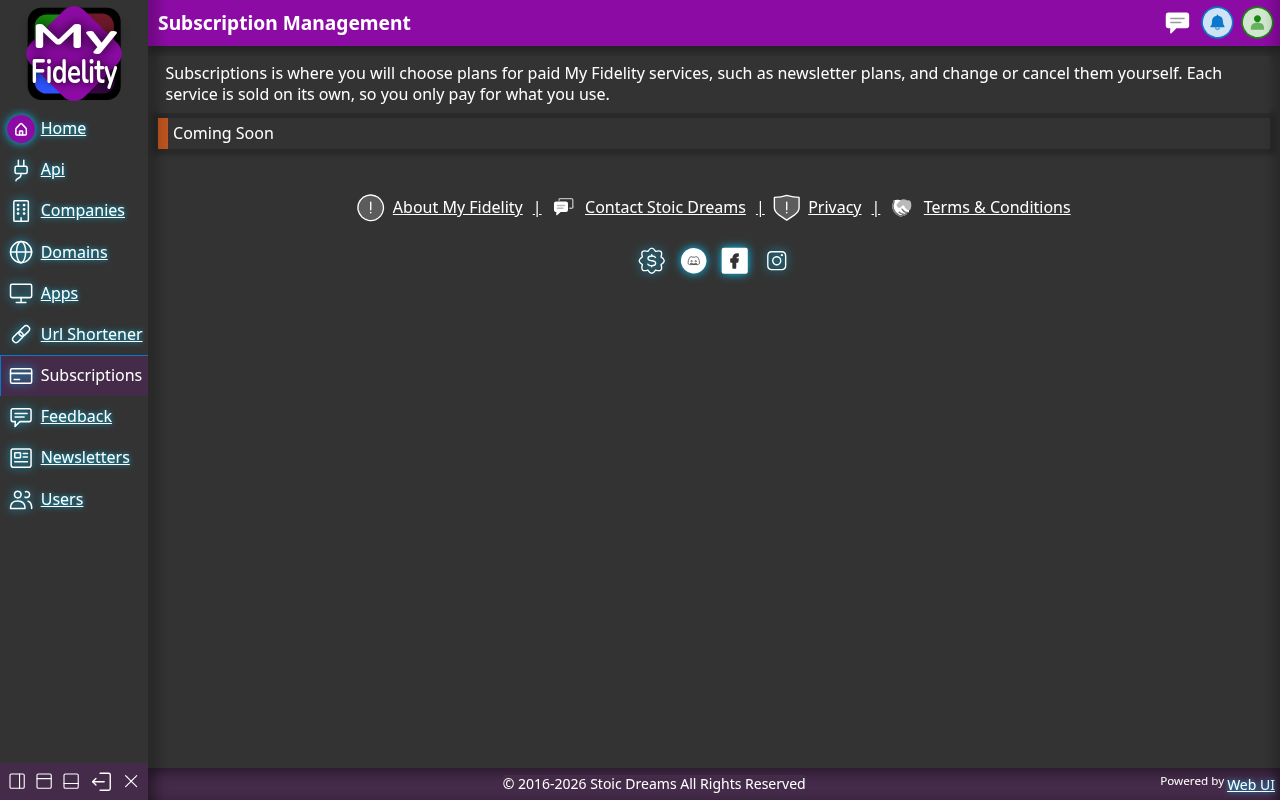 My
Fidelity
Subscription Management
Home
Api
Companies
Domains
Apps
Url Shortener
Subscriptions
Feedback
Newsletters
Users
Subscriptions is where you will choose plans for paid My Fidelity services, such as newsletter plans, and change or cancel them yourself. Each
service is sold on its own, so you only pay for what you use.
Coming Soon
About My Fidelity | Contact Stoic Dreams | Privacy | Terms & Conditions
© 2016-2026 Stoic Dreams All Rights Reserved
Powered by Web UI